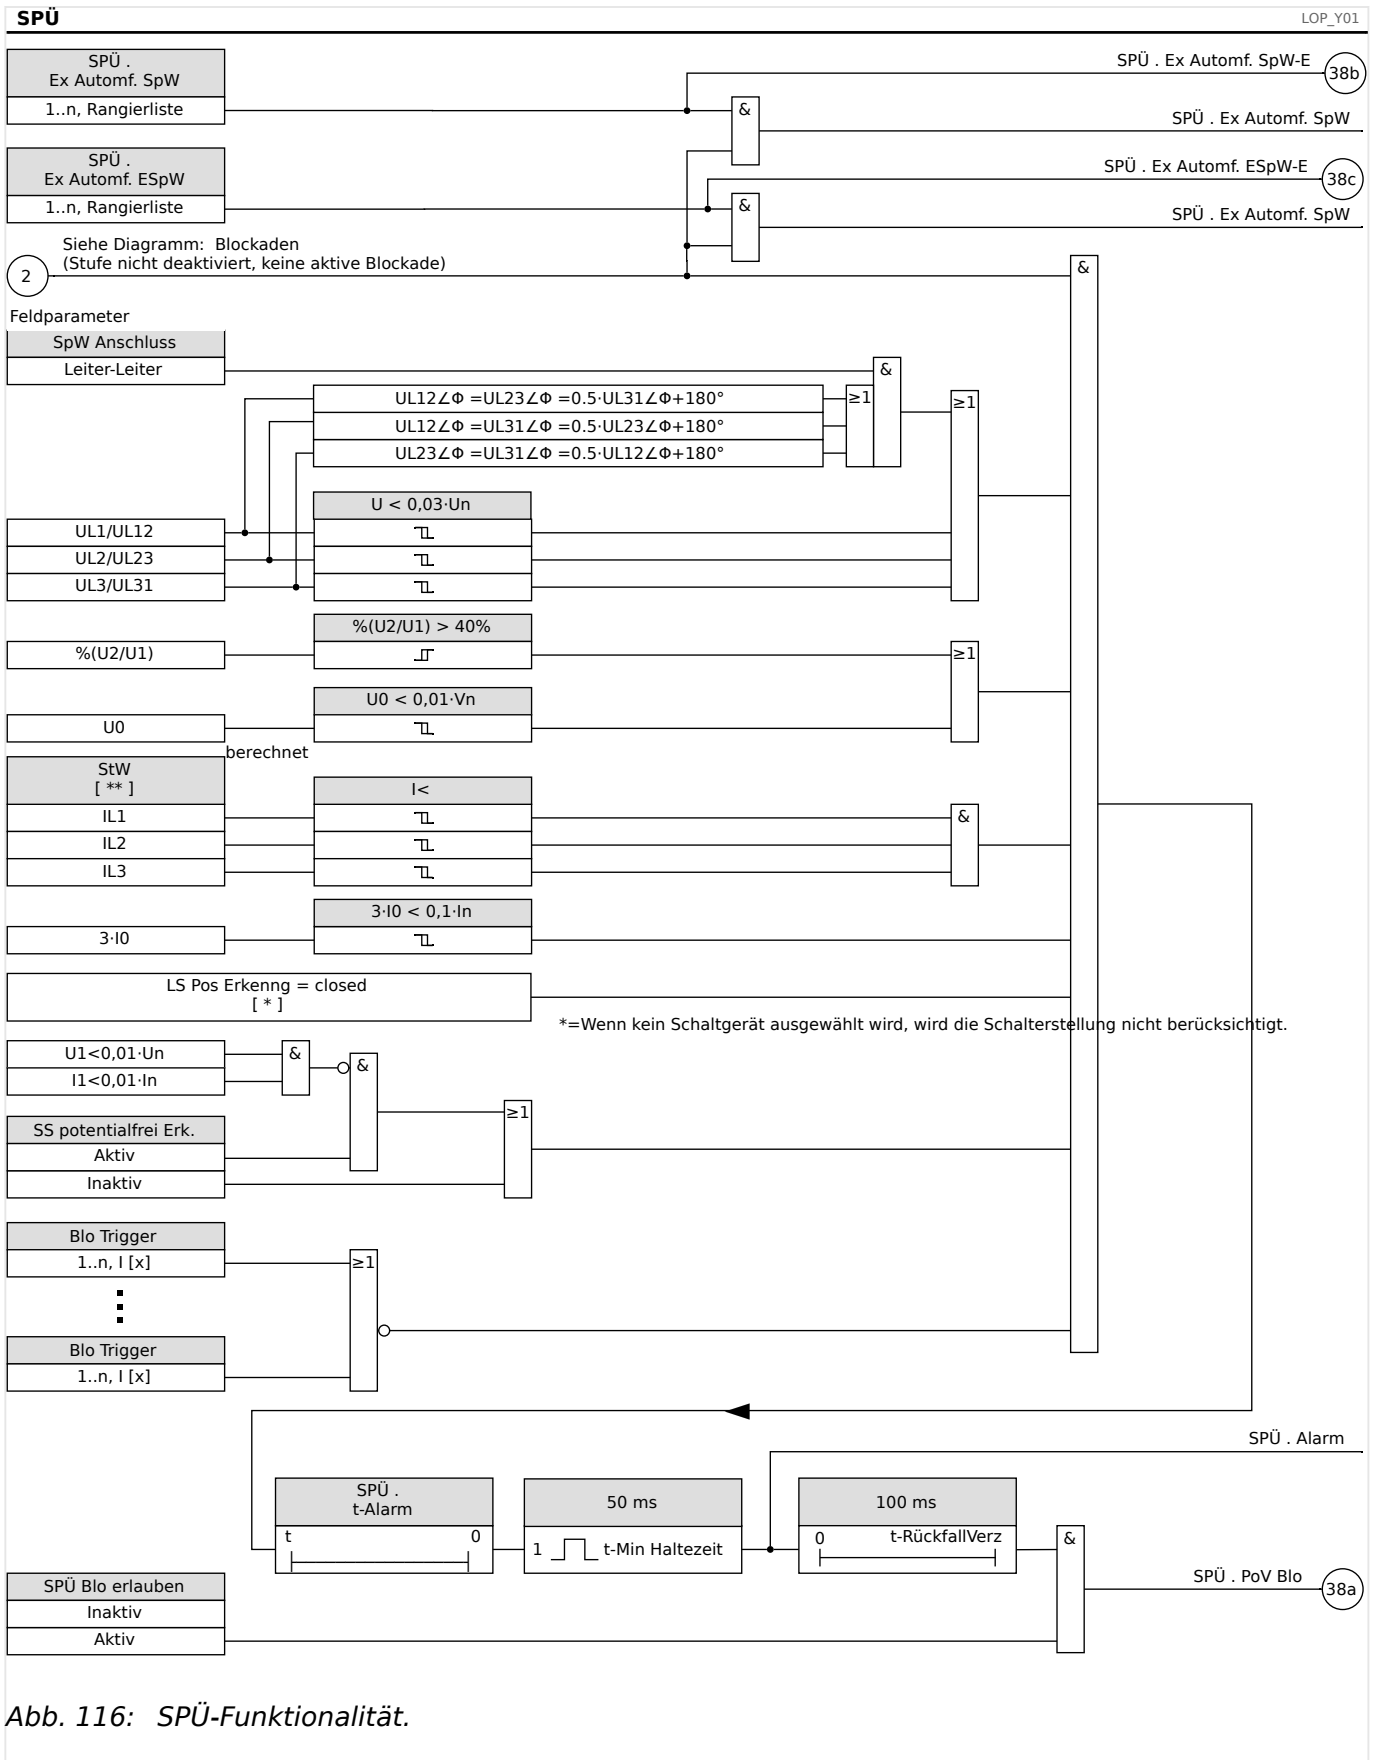 SPÜ
LOP_Y01
SPÜ .
Ex Automf. SpW
1..n, Rangierliste
SPÜ . Ex Automf. SpW-E
38b
&
SPÜ . Ex Automf. SpW
SPÜ .
Ex Automf. ESpW
1..n, Rangierliste
SPÜ . Ex Automf. ESpW-E
38c
&
SPÜ . Ex Automf. SpW
Siehe Diagramm: Blockaden
(Stufe nicht deaktiviert, keine aktive Blockade)
2
&
Feldparameter
SpW Anschluss
Leiter-Leiter
&
UL12∠Φ =UL23∠Φ =0.5·UL31∠Φ+180°
UL12∠Φ =UL31∠Φ =0.5·UL23∠Φ+180°
UL23∠Φ =UL31∠Φ =0.5·UL12∠Φ+180°
≥1
≥1
U < 0,03·Un
UL1/UL12
UL2/UL23
UL3/UL31
%(U2/U1) > 40%
%(U2/U1)
≥1
U0 < 0,01·Vn
U0
berechnet
StW
[ ** ]
I<
IL1
IL2
IL3
&
3·I0 < 0,1·In
3·I0
LS Pos Erkenng = closed
[ * ]
*=Wenn kein Schaltgerät ausgewählt wird, wird die Schalterstellung nicht berücksichtigt.
U1<0,01·Un
I1<0,01·In
&
&
SS potentialfrei Erk.
Aktiv
Inaktiv
≥1
Blo Trigger
1..n, I [x]
≥1
Blo Trigger
1..n, I [x]
SPÜ . Alarm
SPÜ .
t-Alarm
t
0
50 ms
1
t-Min Haltezeit
100 ms
0
t-RückfallVerz
&
SPÜ . PoV Blo
38a
SPÜ Blo erlauben
Inaktiv
Aktiv
Abb. 116: SPÜ-Funktionalität.